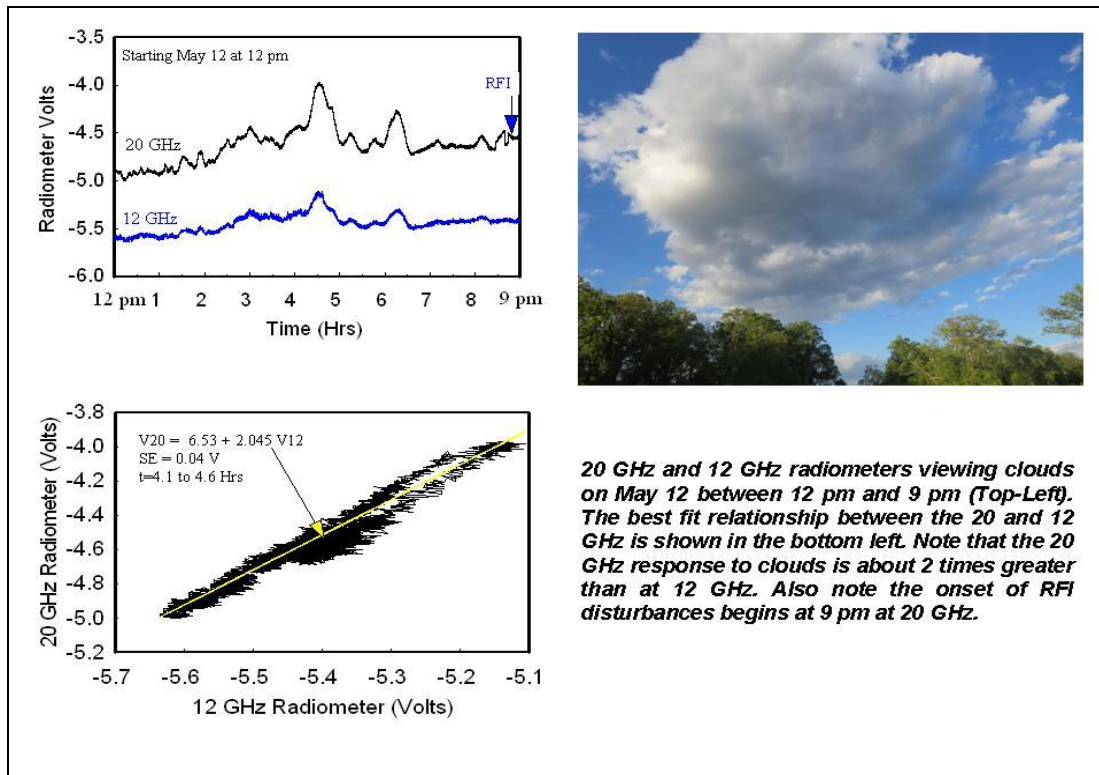 -3.5
Starting May 12 at 12 pm
RFI
-4.0
-4.5
20 GHz
-5.0
12 GHz
-5.5
-6.0
Radiometer Volts
12 pm 1 2 3 4 5 6 7 8 9 pm
Time (Hrs)
-3.8
V20 = 6.53 + 2.045 V12
-4.0
SE = 0.04 V
t=4.1 to 4.6 Hrs
-4.2
-4.4
-4.6
-4.8
-5.0
-5.2
20 GHz Radiometer (Volts)
-5.7 -5.6 -5.5 -5.4 -5.3 -5.2 -5.1
12 GHz Radiometer (Volts)
20 GHz and 12 GHz radiometers viewing clouds
on May 12 between 12 pm and 9 pm (Top-Left).
The best fit relationship between the 20 and 12
GHz is shown in the bottom left. Note that the 20
GHz response to clouds is about 2 times greater
than at 12 GHz. Also note the onset of RFI
disturbances begins at 9 pm at 20 GHz.